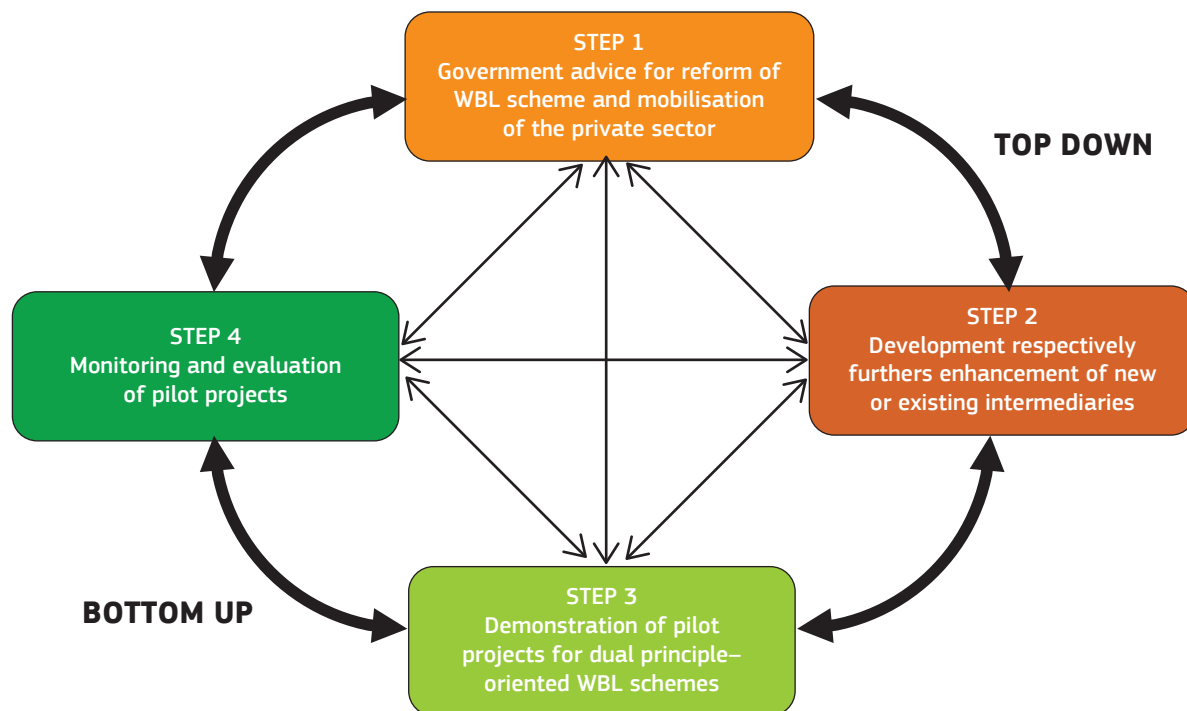 STEP 1
Government advice for reform of
WBL scheme and mobilisation
of the private sector
TOP DOWN
STEP 4
Monitoring and evaluation
of pilot projects
STEP 2
Development respectively
furthers enhancement of new
or existing intermediaries
BOTTOM UP
STEP 3
Demonstration of pilot
projects for dual principle–
oriented WBL schemes